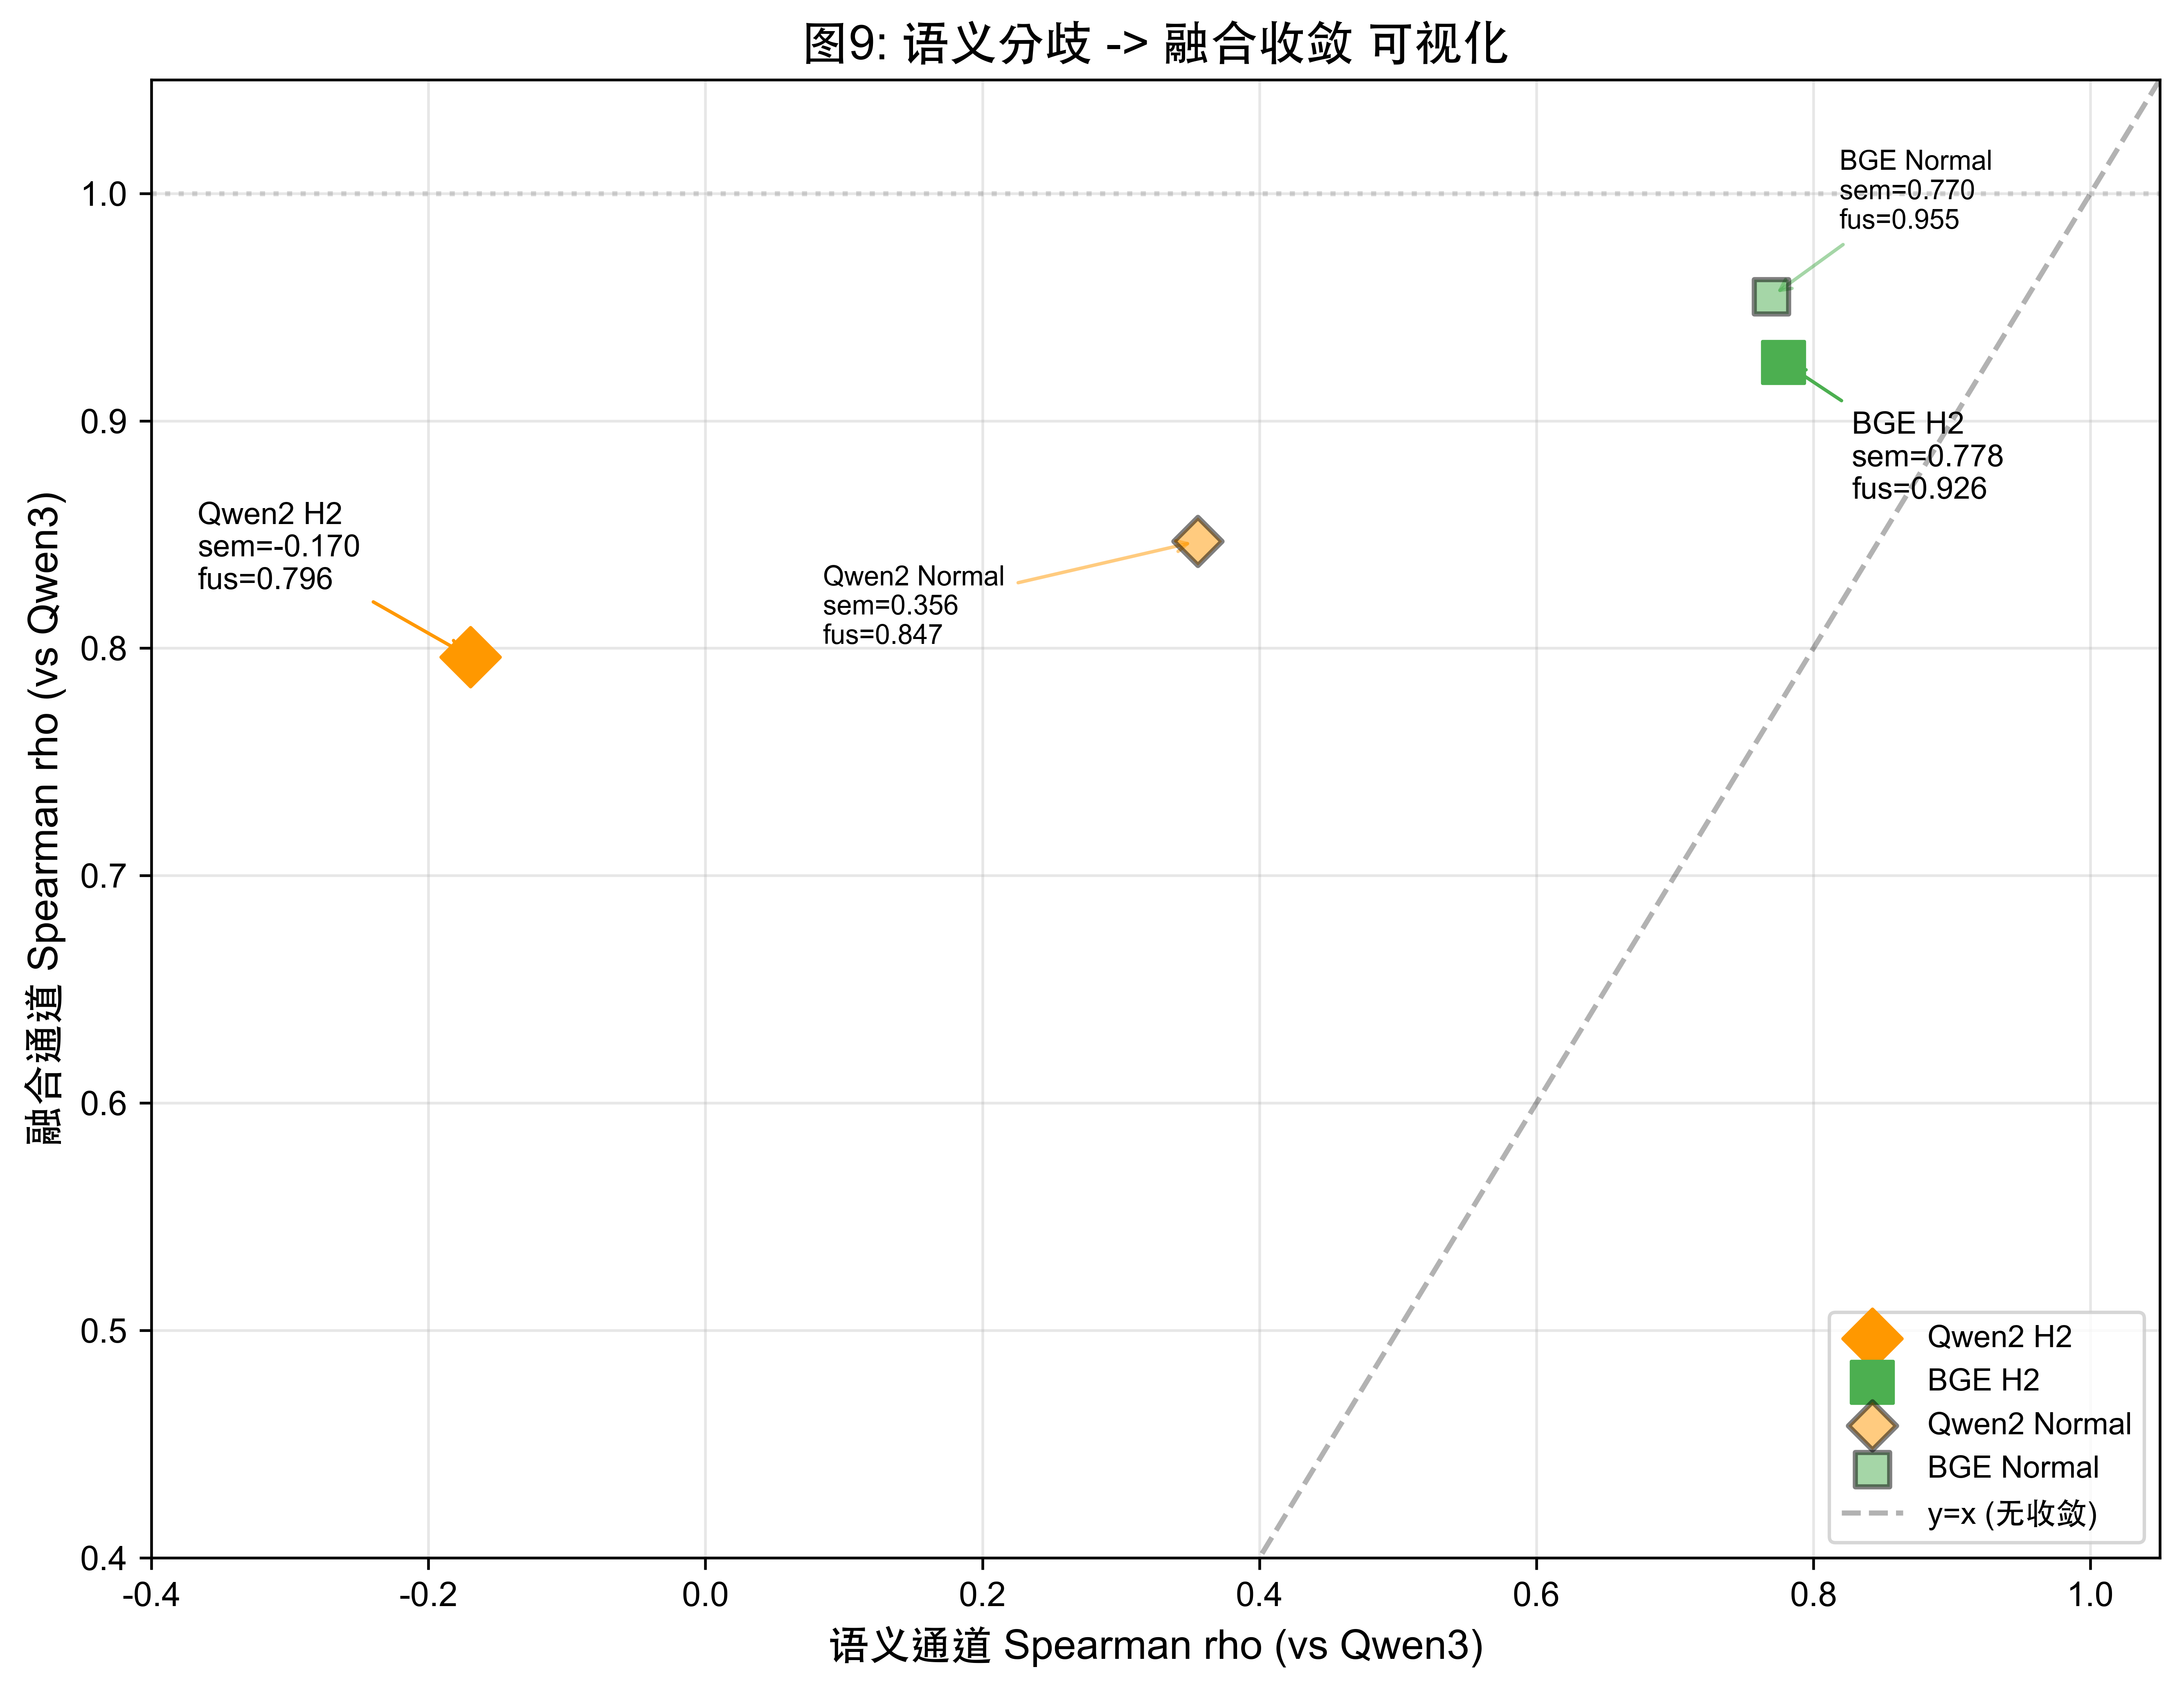 图9: 语义分歧 -> 融合收敛 可视化
融合通道 Spearman rho (vs Qwen3)
1.0
0.9
0.8
0.7
0.6
0.5
0.4
BGE Normal
sem=0.770
fus=0.955
BGE H2
sem=0.778
fus=0.926
Qwen2 H2
sem=-0.170
fus=0.796
Qwen2 Normal
sem=0.356
fus=0.847
Qwen2 H2
BGE H2
Qwen2 Normal
BGE Normal
y=x (无收敛)
-0.4
-0.2
0.0
0.2
0.4
0.6
0.8
1.0
语义通道 Spearman rho (vs Qwen3)